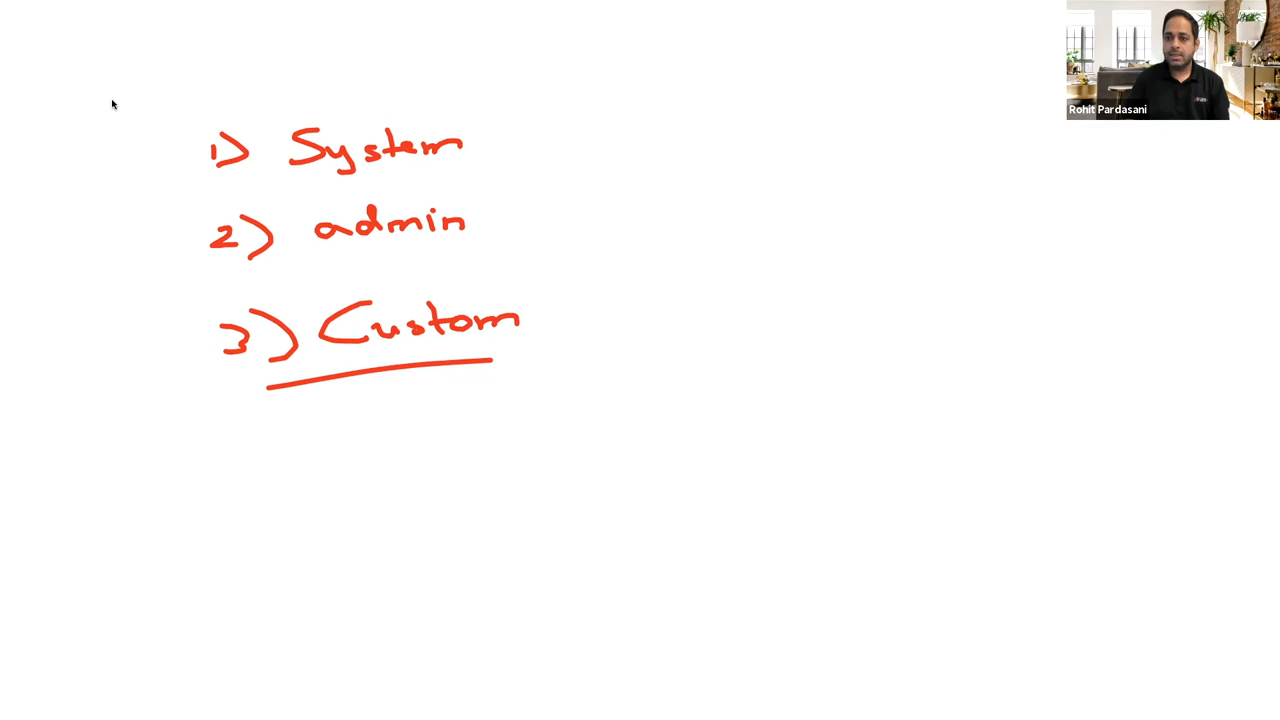 Rohit Pardasani
1) System
2) admin
3) Custom